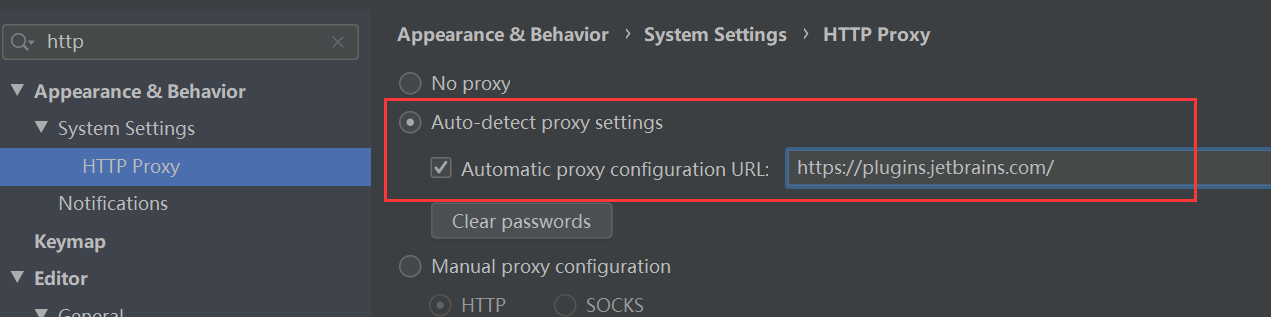 http
Appearance & Behavior
System Settings
HTTP Proxy
Notifications
Keymap
Editor
General
Appearance & Behavior › System Settings › HTTP Proxy
No proxy
Auto-detect proxy settings
Automatic proxy configuration URL: https://plugins.jetbrains.com/
Clear passwords
Manual proxy configuration
HTTP SOCKS